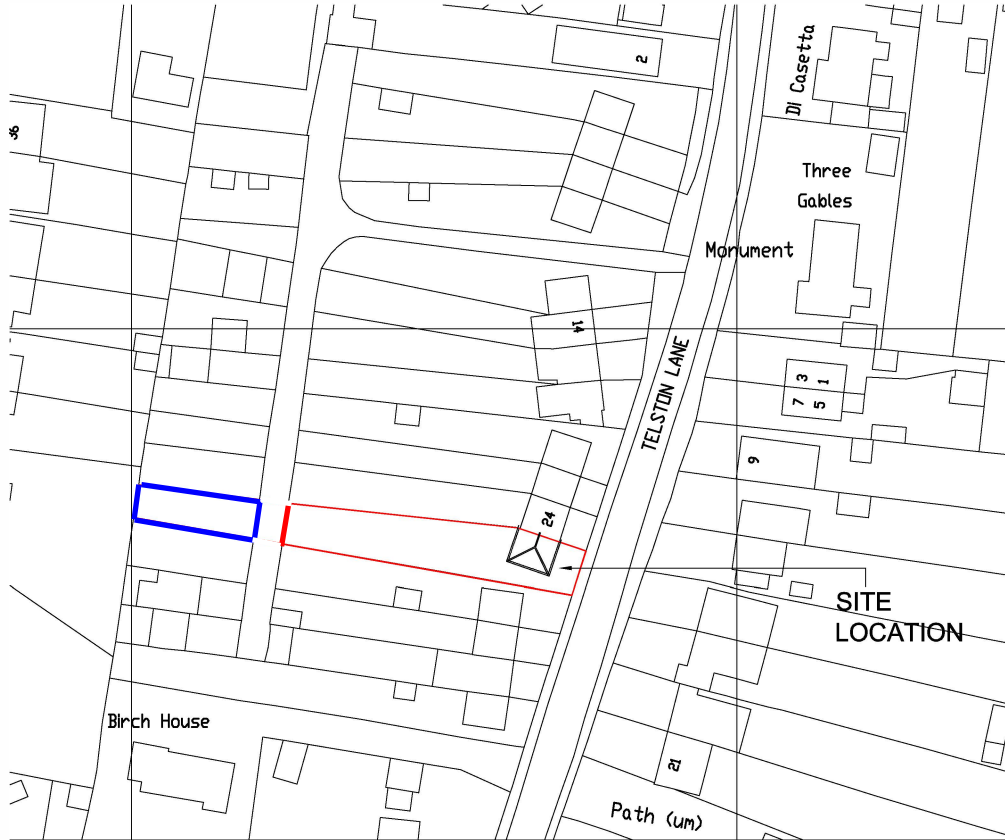 2
Di Casetta
36
Three
Gables
Monument
14
TELSTON LANE
3 1
7 5
9
24
SITE
LOCATION
Birch House
21
Path (um)